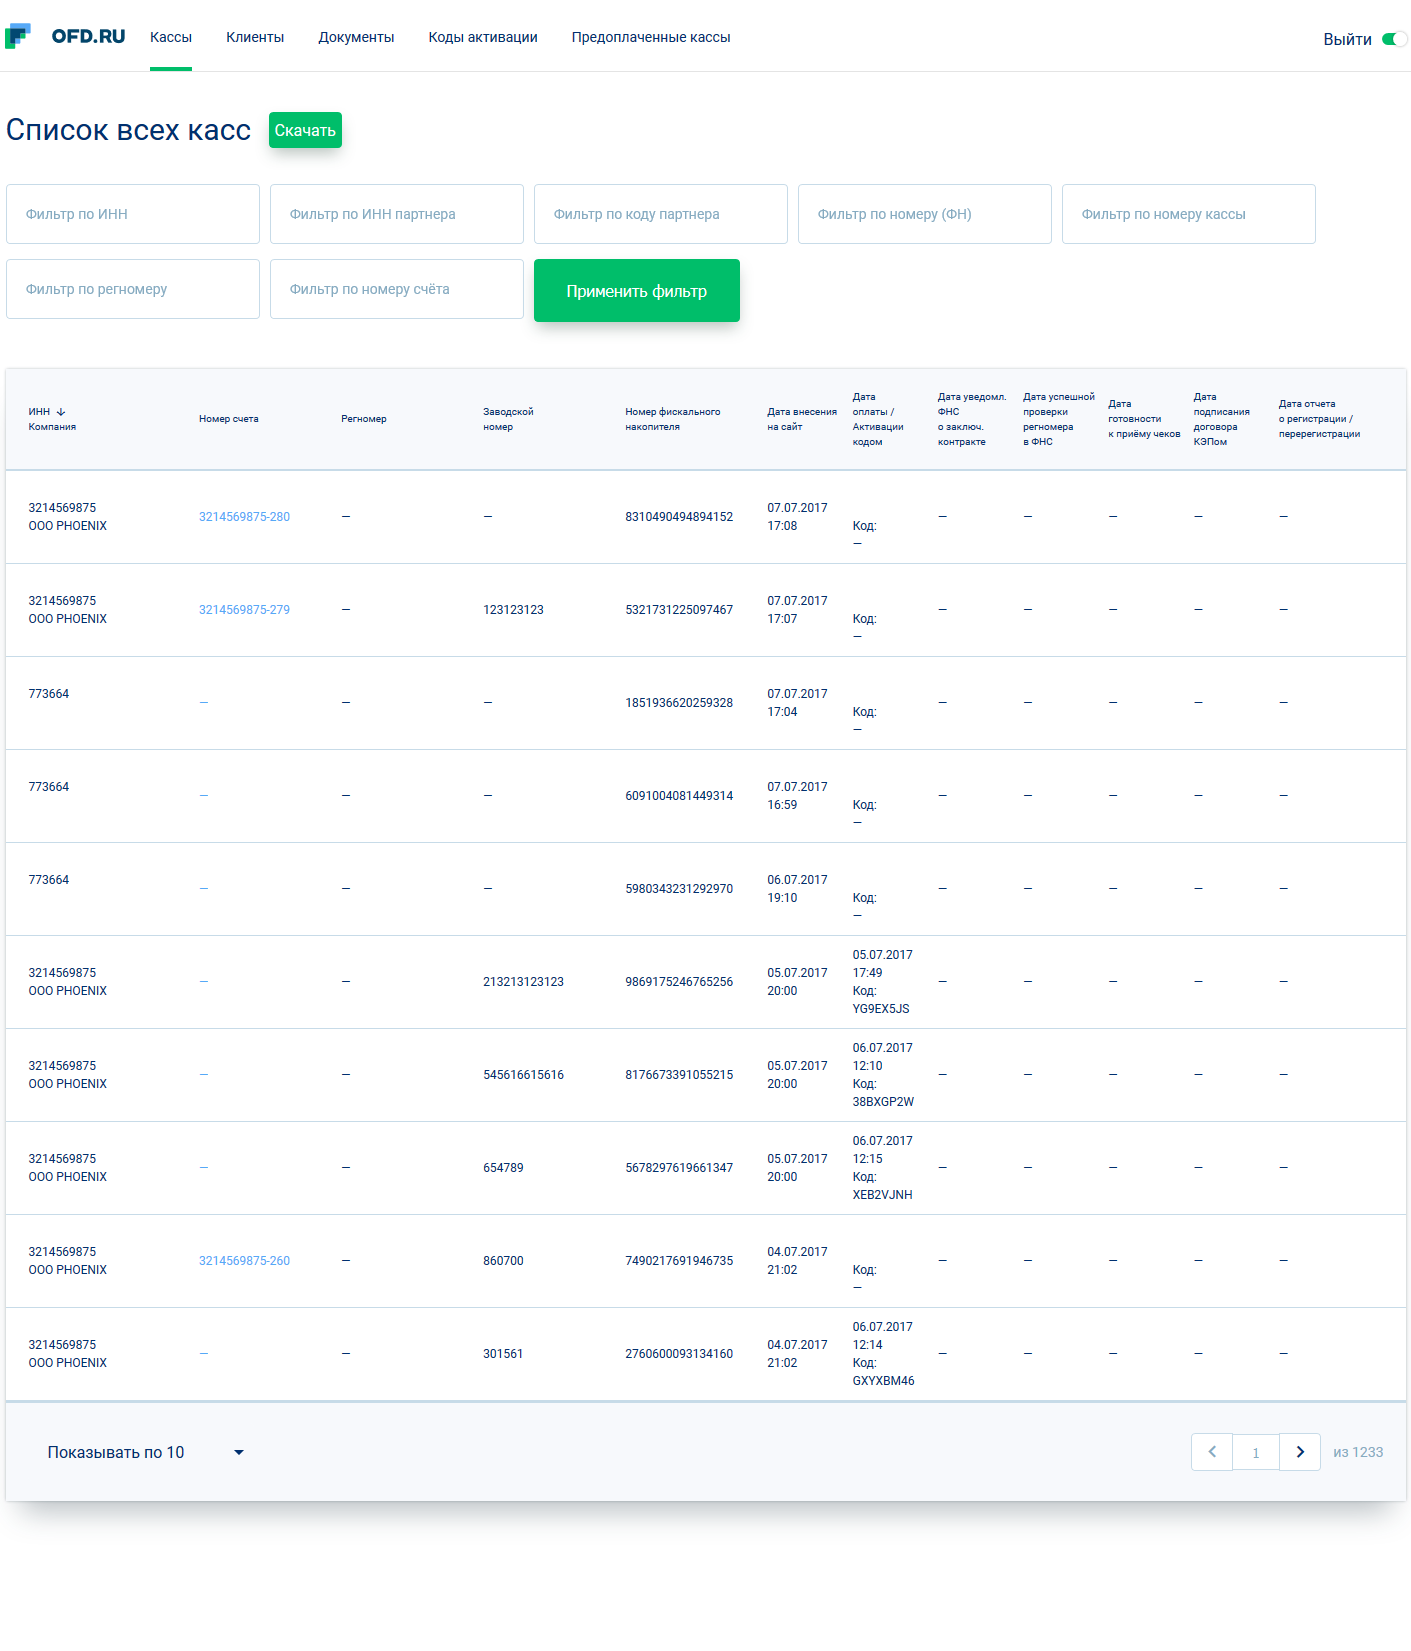 OFD.RU Кассы Клиенты Документы Коды активации Предоплаченные кассы Выйти
Список всех касс Скачать
Фильтр по ИНН Фильтр по ИНН партнера Фильтр по коду партнера Фильтр по номеру (ФН) Фильтр по номеру кассы
Фильтр по регномеру Фильтр по номеру счёта Применить фильтр
ИНН
Компания
Номер счета
Регномер
Заводской
номер
Номер фискального
накопителя
Дата внесения
на сайт
Дата
оплаты /
Активации
кодом
Дата уведомл.
ФНС
о заключ.
контракте
Дата успешной
проверки
регномера
в ФНС
Дата
готовности
к приёму чеков
Дата
подписания
договора
КЭПом
Дата отчета
о регистрации /
перерегистрации
3214569875
ООО PHOENIX
3214569875-280
—
—
8310490494894152
07.07.2017
17:08
Код:
—
—
—
—
—
—
3214569875
ООО PHOENIX
3214569875-279
—
123123123
5321731225097467
07.07.2017
17:07
Код:
—
—
—
—
—
—
773664
—
—
—
1851936620259328
07.07.2017
17:04
Код:
—
—
—
—
—
—
773664
—
—
—
6091004081449314
07.07.2017
16:59
Код:
—
—
—
—
—
—
773664
—
—
—
5980343231292970
06.07.2017
19:10
Код:
—
—
—
—
—
—
3214569875
ООО PHOENIX
—
—
213213123123
9869175246765256
05.07.2017
20:00
05.07.2017
17:49
Код:
YG9EX5JS
—
—
—
—
—
3214569875
ООО PHOENIX
—
—
545616615616
8176673391055215
05.07.2017
20:00
06.07.2017
12:10
Код:
38BXGP2W
—
—
—
—
—
3214569875
ООО PHOENIX
—
—
654789
5678297619661347
05.07.2017
20:00
06.07.2017
12:15
Код:
XEB2VJNH
—
—
—
—
—
3214569875
ООО PHOENIX
3214569875-260
—
860700
7490217691946735
04.07.2017
21:02
Код:
—
—
—
—
—
—
3214569875
ООО PHOENIX
—
—
301561
2760600093134160
04.07.2017
21:02
06.07.2017
12:14
Код:
GXYXBM46
—
—
—
—
—
Показывать по 10 1 из 1233